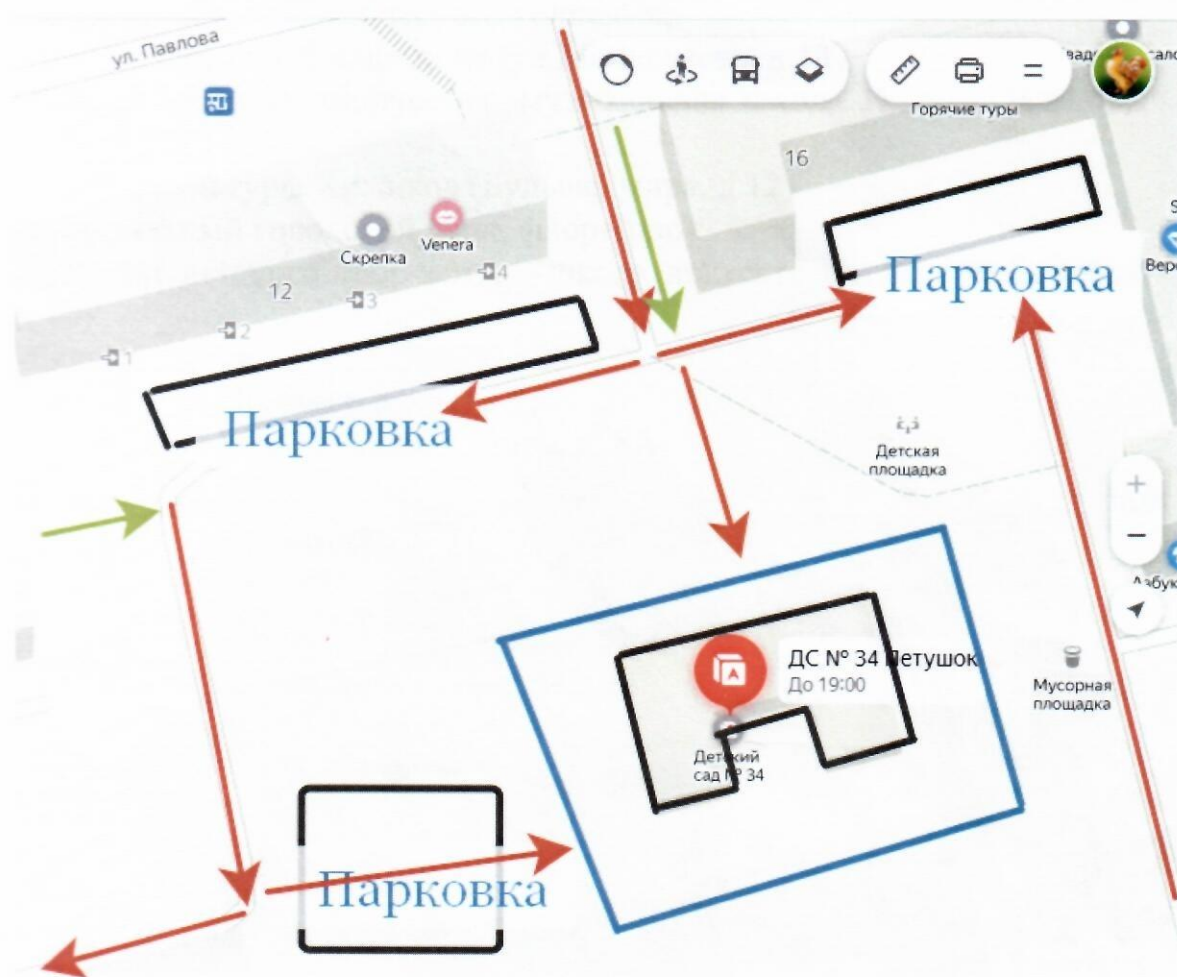 ул. Павлова
Горячие туры
16
Скрепка
Venera
12
4
3
2
1
Парковка
Парковка
Детская
площадка
ДС № 34 Петушок
До 19:00
Мусорная
площадка
Детский
сад № 34
Парковка